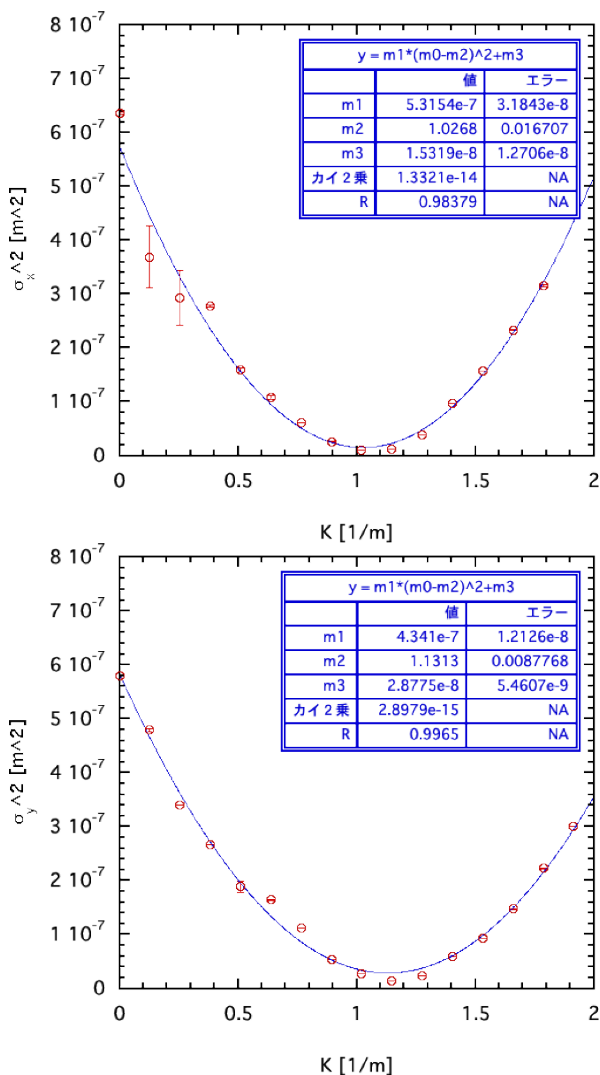 8 10^-7
7 10^-7
6 10^-7
5 10^-7
4 10^-7
3 10^-7
2 10^-7
1 10^-7
0
σ_x^2 [m^2]
y = m1*(m0-m2)^2+m3
値 エラー
m1 5.3154e-7 3.1843e-8
m2 1.0268 0.016707
m3 1.5319e-8 1.2706e-8
カイ2乗 1.3321e-14 NA
R 0.98379 NA
0 0.5 1 1.5 2
K [1/m]
8 10^-7
7 10^-7
6 10^-7
5 10^-7
4 10^-7
3 10^-7
2 10^-7
1 10^-7
0
σ_y^2 [m^2]
y = m1*(m0-m2)^2+m3
値 エラー
m1 4.341e-7 1.2126e-8
m2 1.1313 0.0087768
m3 2.8775e-8 5.4607e-9
カイ2乗 2.8979e-15 NA
R 0.9965 NA
0 0.5 1 1.5 2
K [1/m]